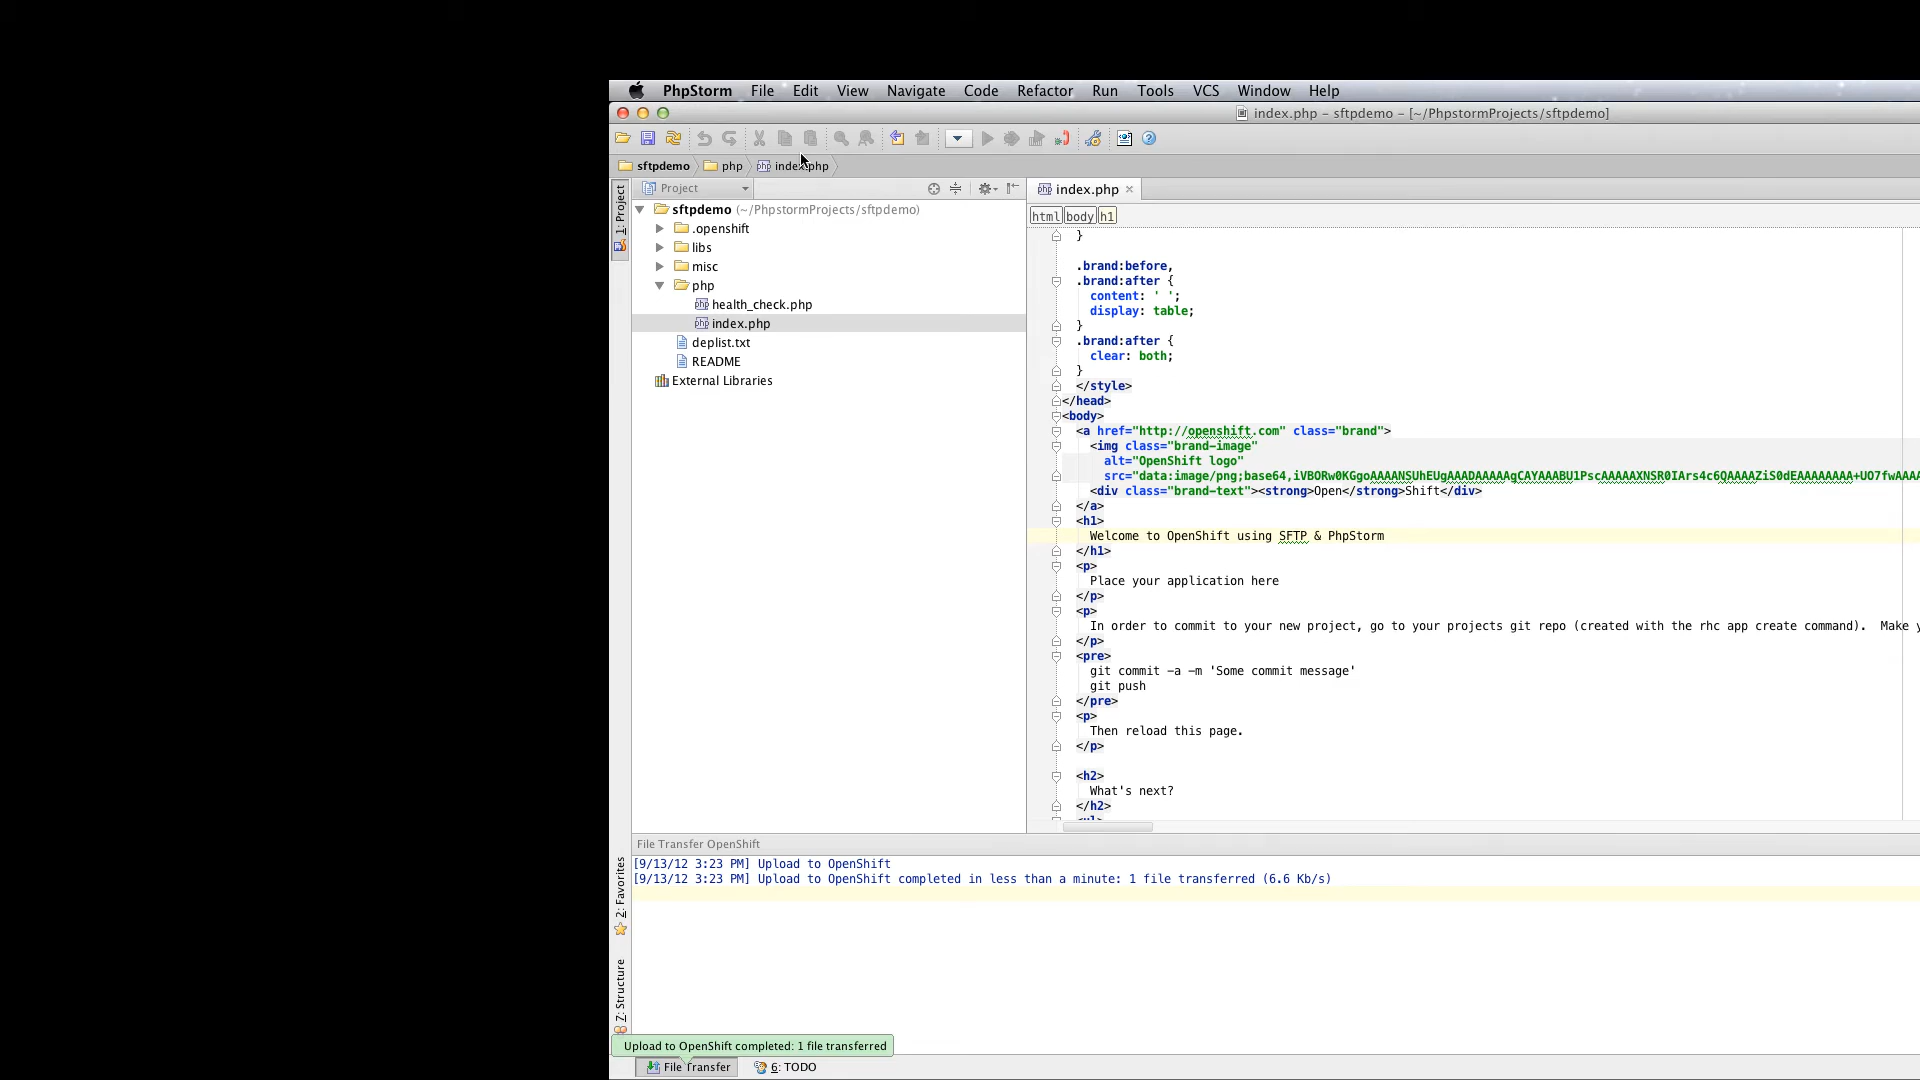 PhpStorm File Edit View Navigate Code Refactor Run Tools VCS Window Help
index.php – sftpdemo – [~/PhpstormProjects/sftpdemo]
sftpdemo php index.php
1: Project
Project
index.php
sftpdemo (~/PhpstormProjects/sftpdemo)
.openshift
libs
misc
php
health_check.php
index.php
deplist.txt
README
External Libraries
html body h1
}
.brand:before,
.brand:after {
content: ' ';
display: table;
}
.brand:after {
clear: both;
}
</style>
</head>
<body>
<a href="http://openshift.com" class="brand">
<img class="brand-image"
alt="OpenShift logo"
<div class="brand-text"><strong>Open</strong>Shift</div>
</a>
<h1>
Welcome to OpenShift using SFTP & PhpStorm
</h1>
<p>
Place your application here
</p>
<p>
In order to commit to your new project, go to your projects git repo (created with the rhc app create command).  Make
</p>
<pre>
git commit -a -m 'Some commit message'
git push
</pre>
<p>
Then reload this page.
</p>
<h2>
What's next?
</h2>
File Transfer OpenShift
[9/13/12 3:23 PM] Upload to OpenShift
[9/13/12 3:23 PM] Upload to OpenShift completed in less than a minute: 1 file transferred (6.6 Kb/s)
2: Favorites
7: Structure
Upload to OpenShift completed: 1 file transferred
File Transfer 6: TODO